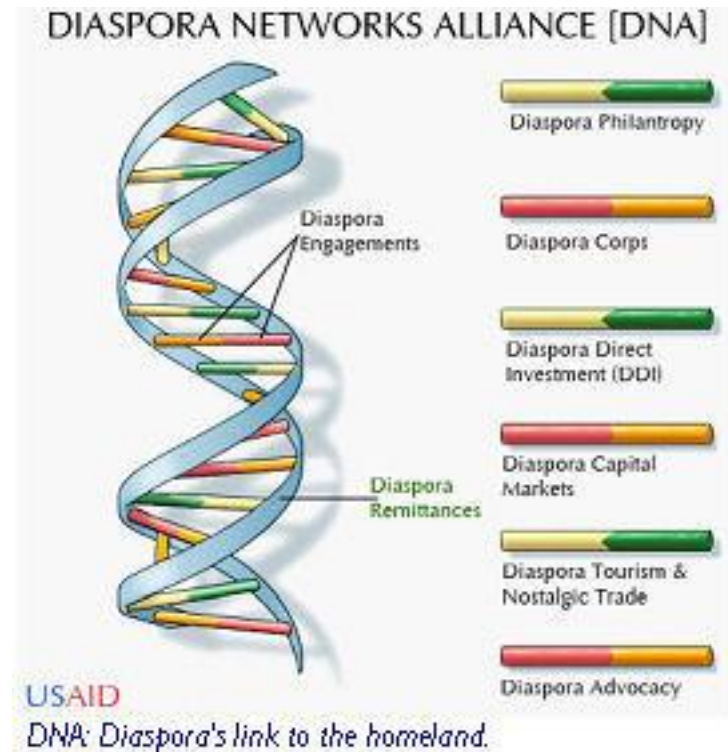 DIASPORA NETWORKS ALLIANCE [DNA]
Diaspora Philantropy
Diaspora
Engagements
Diaspora Corps
Diaspora Direct
Investment (DDI)
Diaspora Capital
Markets
Diaspora
Remittances
Diaspora Tourism &
Nostalgic Trade
Diaspora Advocacy
USAID
DNA: Diaspora's link to the homeland.